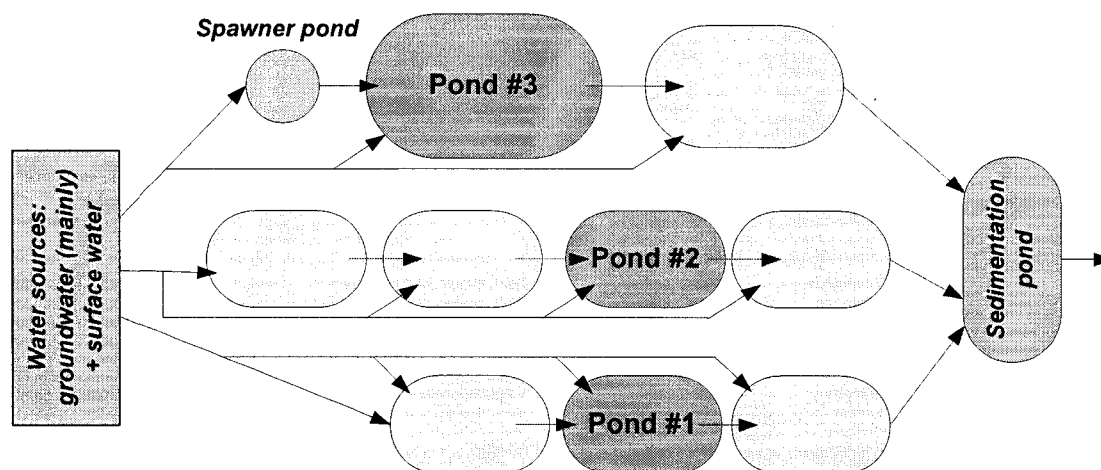 Spawner pond
Pond #3
Water sources:
groundwater (mainly)
+ surface water
Pond #2
Sedimentation
pond
Pond #1